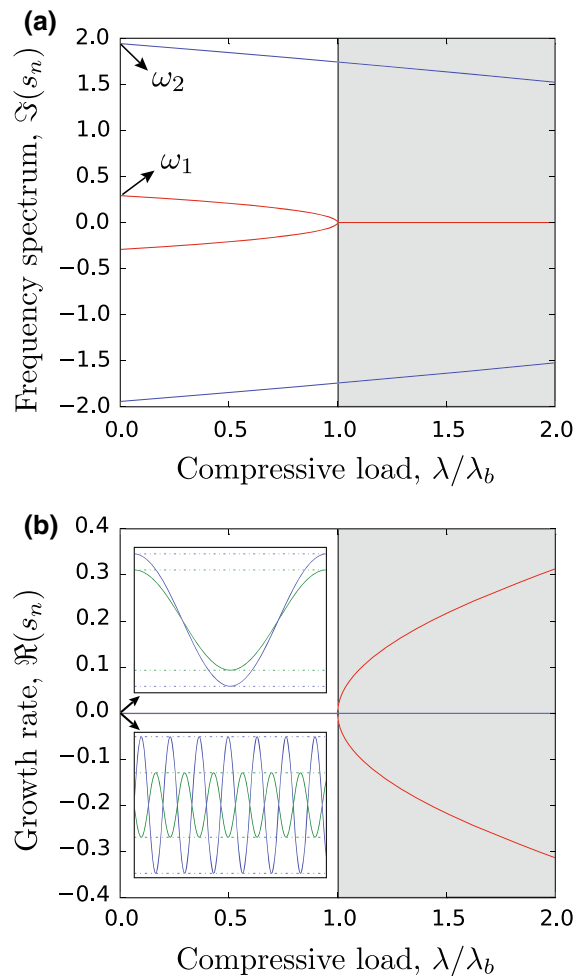 (a)
Frequency spectrum, ℑ(sₙ)
2.0
1.5
1.0
0.5
0.0
−0.5
−1.0
−1.5
−2.0
ω₂
ω₁
0.0 0.5 1.0 1.5 2.0
Compressive load, λ/λ_b
(b)
Growth rate, ℜ(sₙ)
0.4
0.3
0.2
0.1
0.0
−0.1
−0.2
−0.3
−0.4
0.0 0.5 1.0 1.5 2.0
Compressive load, λ/λ_b